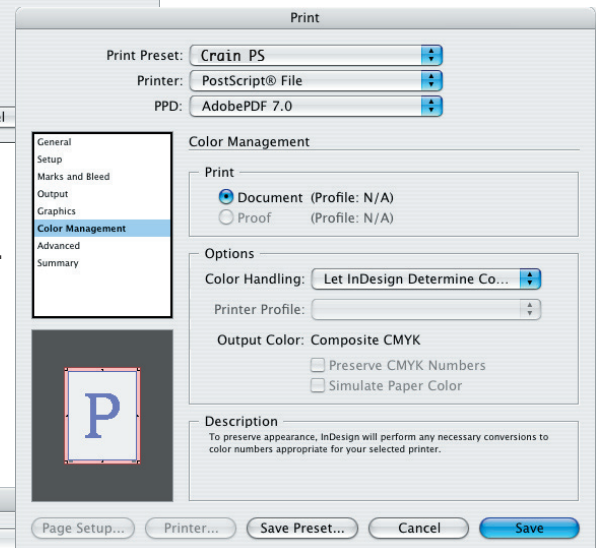 Print
Print Preset: Crain PS
Printer: PostScript® File
PPD: AdobePDF 7.0
General
Setup
Marks and Bleed
Output
Graphics
Color Management
Advanced
Summary
Color Management
Print
Document (Profile: N/A)
Proof (Profile: N/A)
Options
Color Handling: Let InDesign Determine Co...
Printer Profile:
Output Color: Composite CMYK
Preserve CMYK Numbers
Simulate Paper Color
P
Description
To preserve appearance, InDesign will perform any necessary conversions to
color numbers appropriate for your selected printer.
Page Setup... Printer... Save Preset... Cancel Save